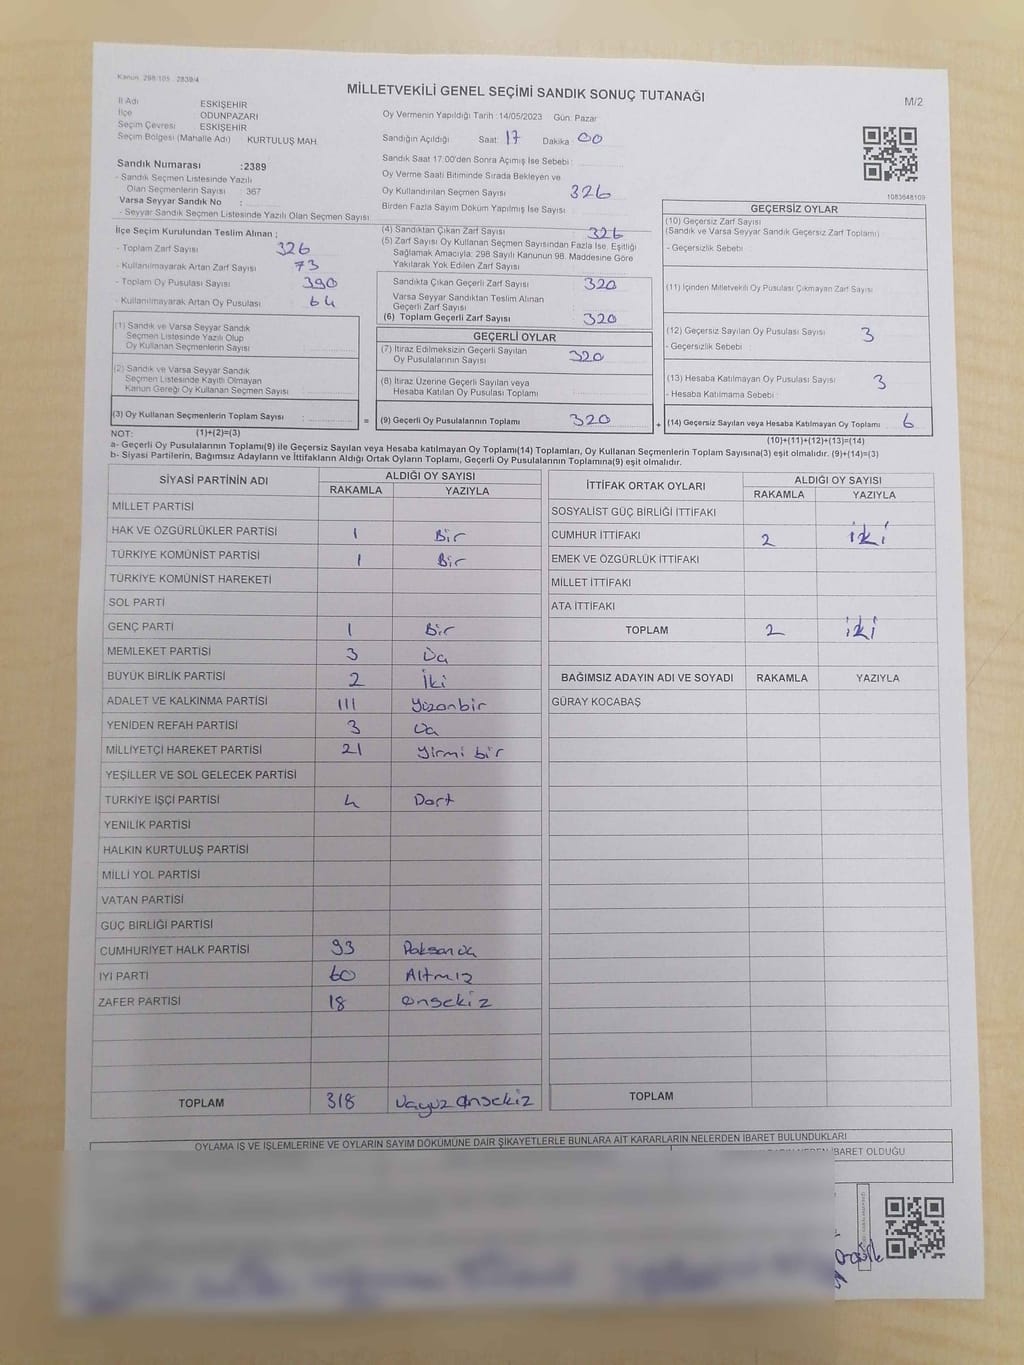 Kanun: 298/105 2839/4
MİLLETVEKİLİ GENEL SEÇİMİ SANDIK SONUÇ TUTANAĞI
M/2
İl Adı ESKİŞEHİR
İlçe ODUNPAZARI
Seçim Çevresi ESKİŞEHİR
Seçim Bölgesi (Mahalle Adı) KURTULUŞ MAH.
Oy Vermenin Yapıldığı Tarih : 14/05/2023 Gün: Pazar
Sandığın Açıldığı Saat: 17 Dakika 00
Sandık Saat 17:00'den Sonra Açımış İse Sebebi :
Oy Verme Saati Bitiminde Sırada Bekleyen ve
Oy Kullandırılan Seçmen Sayısı 326
Birden Fazla Sayım Döküm Yapılmış İse Sayısı
Sandık Numarası :2389
- Sandık Seçmen Listesinde Yazılı
Olan Seçmenlerin Sayısı : 367
Varsa Seyyar Sandık No :
- Seyyar Sandık Seçmen Listesinde Yazılı Olan Seçmen Sayısı
1083648109
İlçe Seçim Kurulundan Teslim Alınan ;
- Toplam Zarf Sayısı 326
- Kullanılmayarak Artan Zarf Sayısı 73
- Toplam Oy Pusulası Sayısı 390
- Kullanılmayarak Artan Oy Pusulası 64
(1) Sandık ve Varsa Seyyar Sandık
Seçmen Listesinde Yazılı Olup
Oy Kullanan Seçmenlerin Sayısı
(2) Sandık ve Varsa Seyyar Sandık
Seçmen Listesinde Kayıtlı Olmayan
Kanun Gereği Oy Kullanan Seçmen Sayısı
(3) Oy Kullanan Seçmenlerin Toplam Sayısı :
(1)+(2)=(3)
(4) Sandıktan Çıkan Zarf Sayısı 326
(5) Zarf Sayısı Oy Kullanan Seçmen Sayısından Fazla İse, Eşitliği
Sağlamak Amacıyla; 298 Sayılı Kanunun 98. Maddesine Göre
Yakılarak Yok Edilen Zarf Sayısı
Sandıkta Çıkan Geçerli Zarf Sayısı 320
Varsa Seyyar Sandıktan Teslim Alınan
Geçerli Zarf Sayısı
(6) Toplam Geçerli Zarf Sayısı 320
GEÇERLİ OYLAR
(7) İtiraz Edilmeksizin Geçerli Sayılan
Oy Pusulalarının Sayısı 320
(8) İtiraz Üzerine Geçerli Sayılan veya
Hesaba Katılan Oy Pusulası Toplamı
= (9) Geçerli Oy Pusulalarının Toplamı 320
GEÇERSİZ OYLAR
(10) Geçersiz Zarf Sayısı
(Sandık ve Varsa Seyyar Sandık Geçersiz Zarf Toplamı)
- Geçersizlik Sebebi :
(11) İçinden Milletvekili Oy Pusulası Çıkmayan Zarf Sayısı
(12) Geçersiz Sayılan Oy Pusulası Sayısı 3
- Geçersizlik Sebebi :
(13) Hesaba Katılmayan Oy Pusulası Sayısı 3
- Hesaba Katılmama Sebebi :
+ (14) Geçersiz Sayılan veya Hesaba Katılmayan Oy Toplamı 6
(10)+(11)+(12)+(13)=(14)
NOT:
a- Geçerli Oy Pusulalarının Toplamı(9) ile Geçersiz Sayılan veya Hesaba katılmayan Oy Toplamı(14) Toplamları, Oy Kullanan Seçmenlerin Toplam Sayısına(3) eşit olmalıdır. (9)+(14)=(3)
b- Siyasi Partilerin, Bağımsız Adayların ve İttifakların Aldığı Ortak Oyların Toplamı, Geçerli Oy Pusulalarının Toplamına(9) eşit olmalıdır.
SİYASİ PARTİNİN ADI ALDIĞI OY SAYISI
RAKAMLA YAZIYLA
MİLLET PARTİSİ
HAK VE ÖZGÜRLÜKLER PARTİSİ 1 Bir
TÜRKİYE KOMÜNİST PARTİSİ 1 Bir
TÜRKİYE KOMÜNİST HAREKETİ
SOL PARTİ
GENÇ PARTİ 1 Bir
MEMLEKET PARTİSİ 3 Üç
BÜYÜK BİRLİK PARTİSİ 2 İki
ADALET VE KALKINMA PARTİSİ 111 Yüzonbir
YENİDEN REFAH PARTİSİ 3 Üç
MİLLİYETÇİ HAREKET PARTİSİ 21 Yirmi bir
YEŞİLLER VE SOL GELECEK PARTİSİ
TÜRKİYE İŞÇİ PARTİSİ 4 Dört
YENİLİK PARTİSİ
HALKIN KURTULUŞ PARTİSİ
MİLLİ YOL PARTİSİ
VATAN PARTİSİ
GÜÇ BİRLİĞİ PARTİSİ
CUMHURİYET HALK PARTİSİ 93 Doksan üç
İYİ PARTİ 60 Altmış
ZAFER PARTİSİ 18 Onsekiz
TOPLAM 318 Üçyüz Onsekiz
İTTİFAK ORTAK OYLARI ALDIĞI OY SAYISI
RAKAMLA YAZIYLA
SOSYALİST GÜÇ BİRLİĞİ İTTİFAKI
CUMHUR İTTİFAKI 2 iki
EMEK VE ÖZGÜRLÜK İTTİFAKI
MİLLET İTTİFAKI
ATA İTTİFAKI
TOPLAM 2 iki
BAĞIMSIZ ADAYIN ADI VE SOYADI RAKAMLA YAZIYLA
GÜRAY KOCABAŞ
TOPLAM
OYLAMA İŞ VE İŞLEMLERİNE VE OYLARIN SAYIM DÖKÜMÜNE DAİR ŞİKAYETLERLE BUNLARA AİT KARARLARIN NELERDEN İBARET BULUNDUKLARI
İBARET OLDUĞU